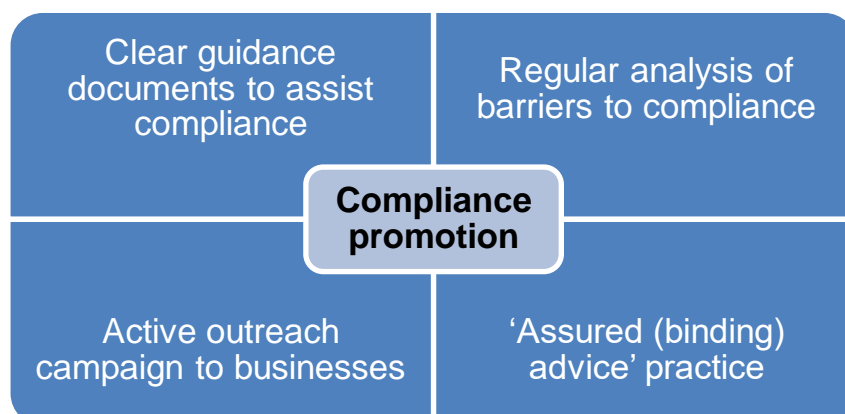 Clear guidance
documents to assist
compliance
Regular analysis of
barriers to compliance
Compliance
promotion
Active outreach
campaign to businesses
‘Assured (binding)
advice’ practice